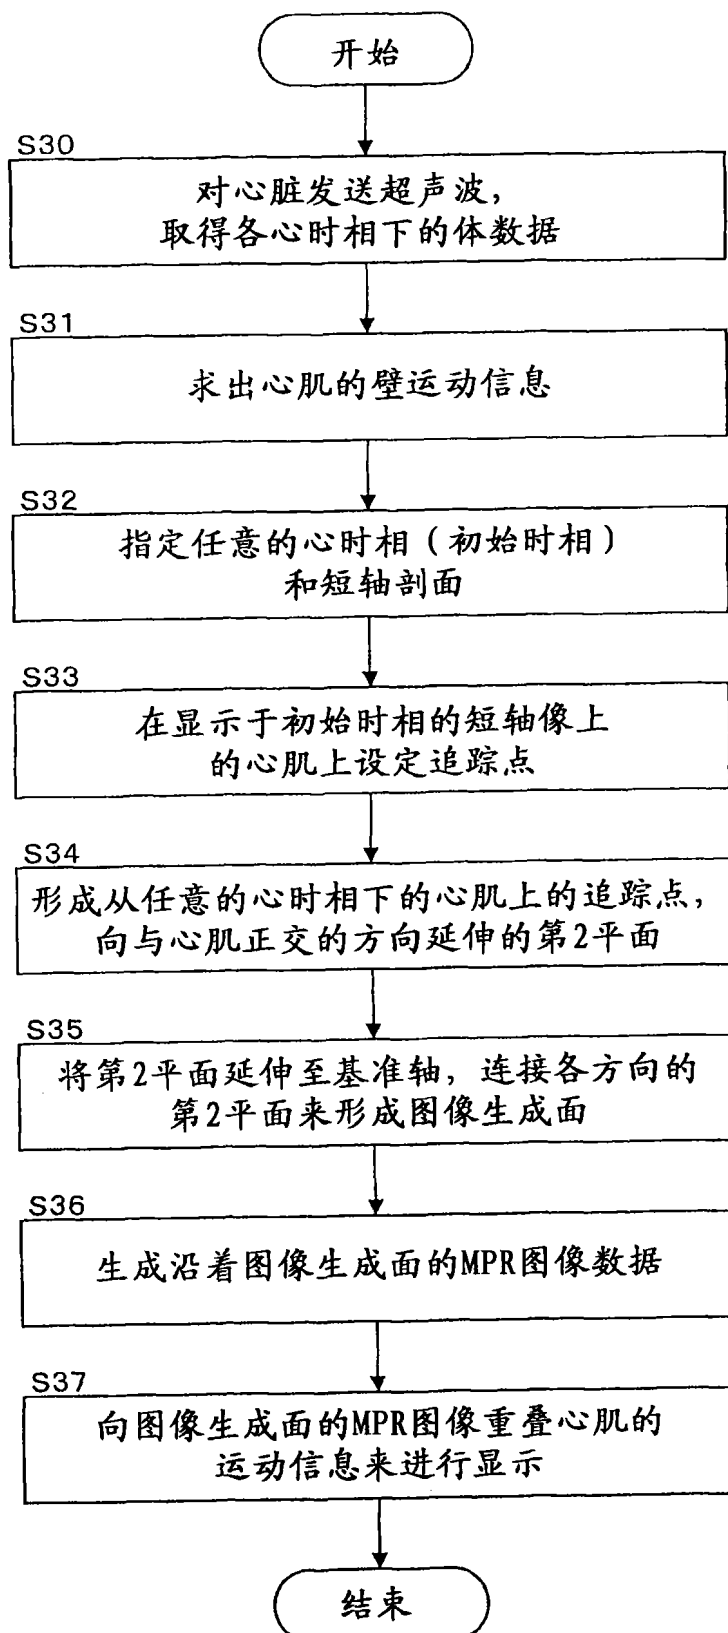 开始
S30
对心脏发送超声波，
取得各心时相下的体数据
S31
求出心肌的壁运动信息
S32
指定任意的心时相（初始时相）
和短轴剖面
S33
在显示于初始时相的短轴像上
的心肌上设定追踪点
S34
形成从任意的心时相下的心肌上的追踪点，
向与心肌正交的方向延伸的第2平面
S35
将第2平面延伸至基准轴，连接各方向的
第2平面来形成图像生成面
S36
生成沿着图像生成面的MPR图像数据
S37
向图像生成面的MPR图像重叠心肌的
运动信息来进行显示
结束